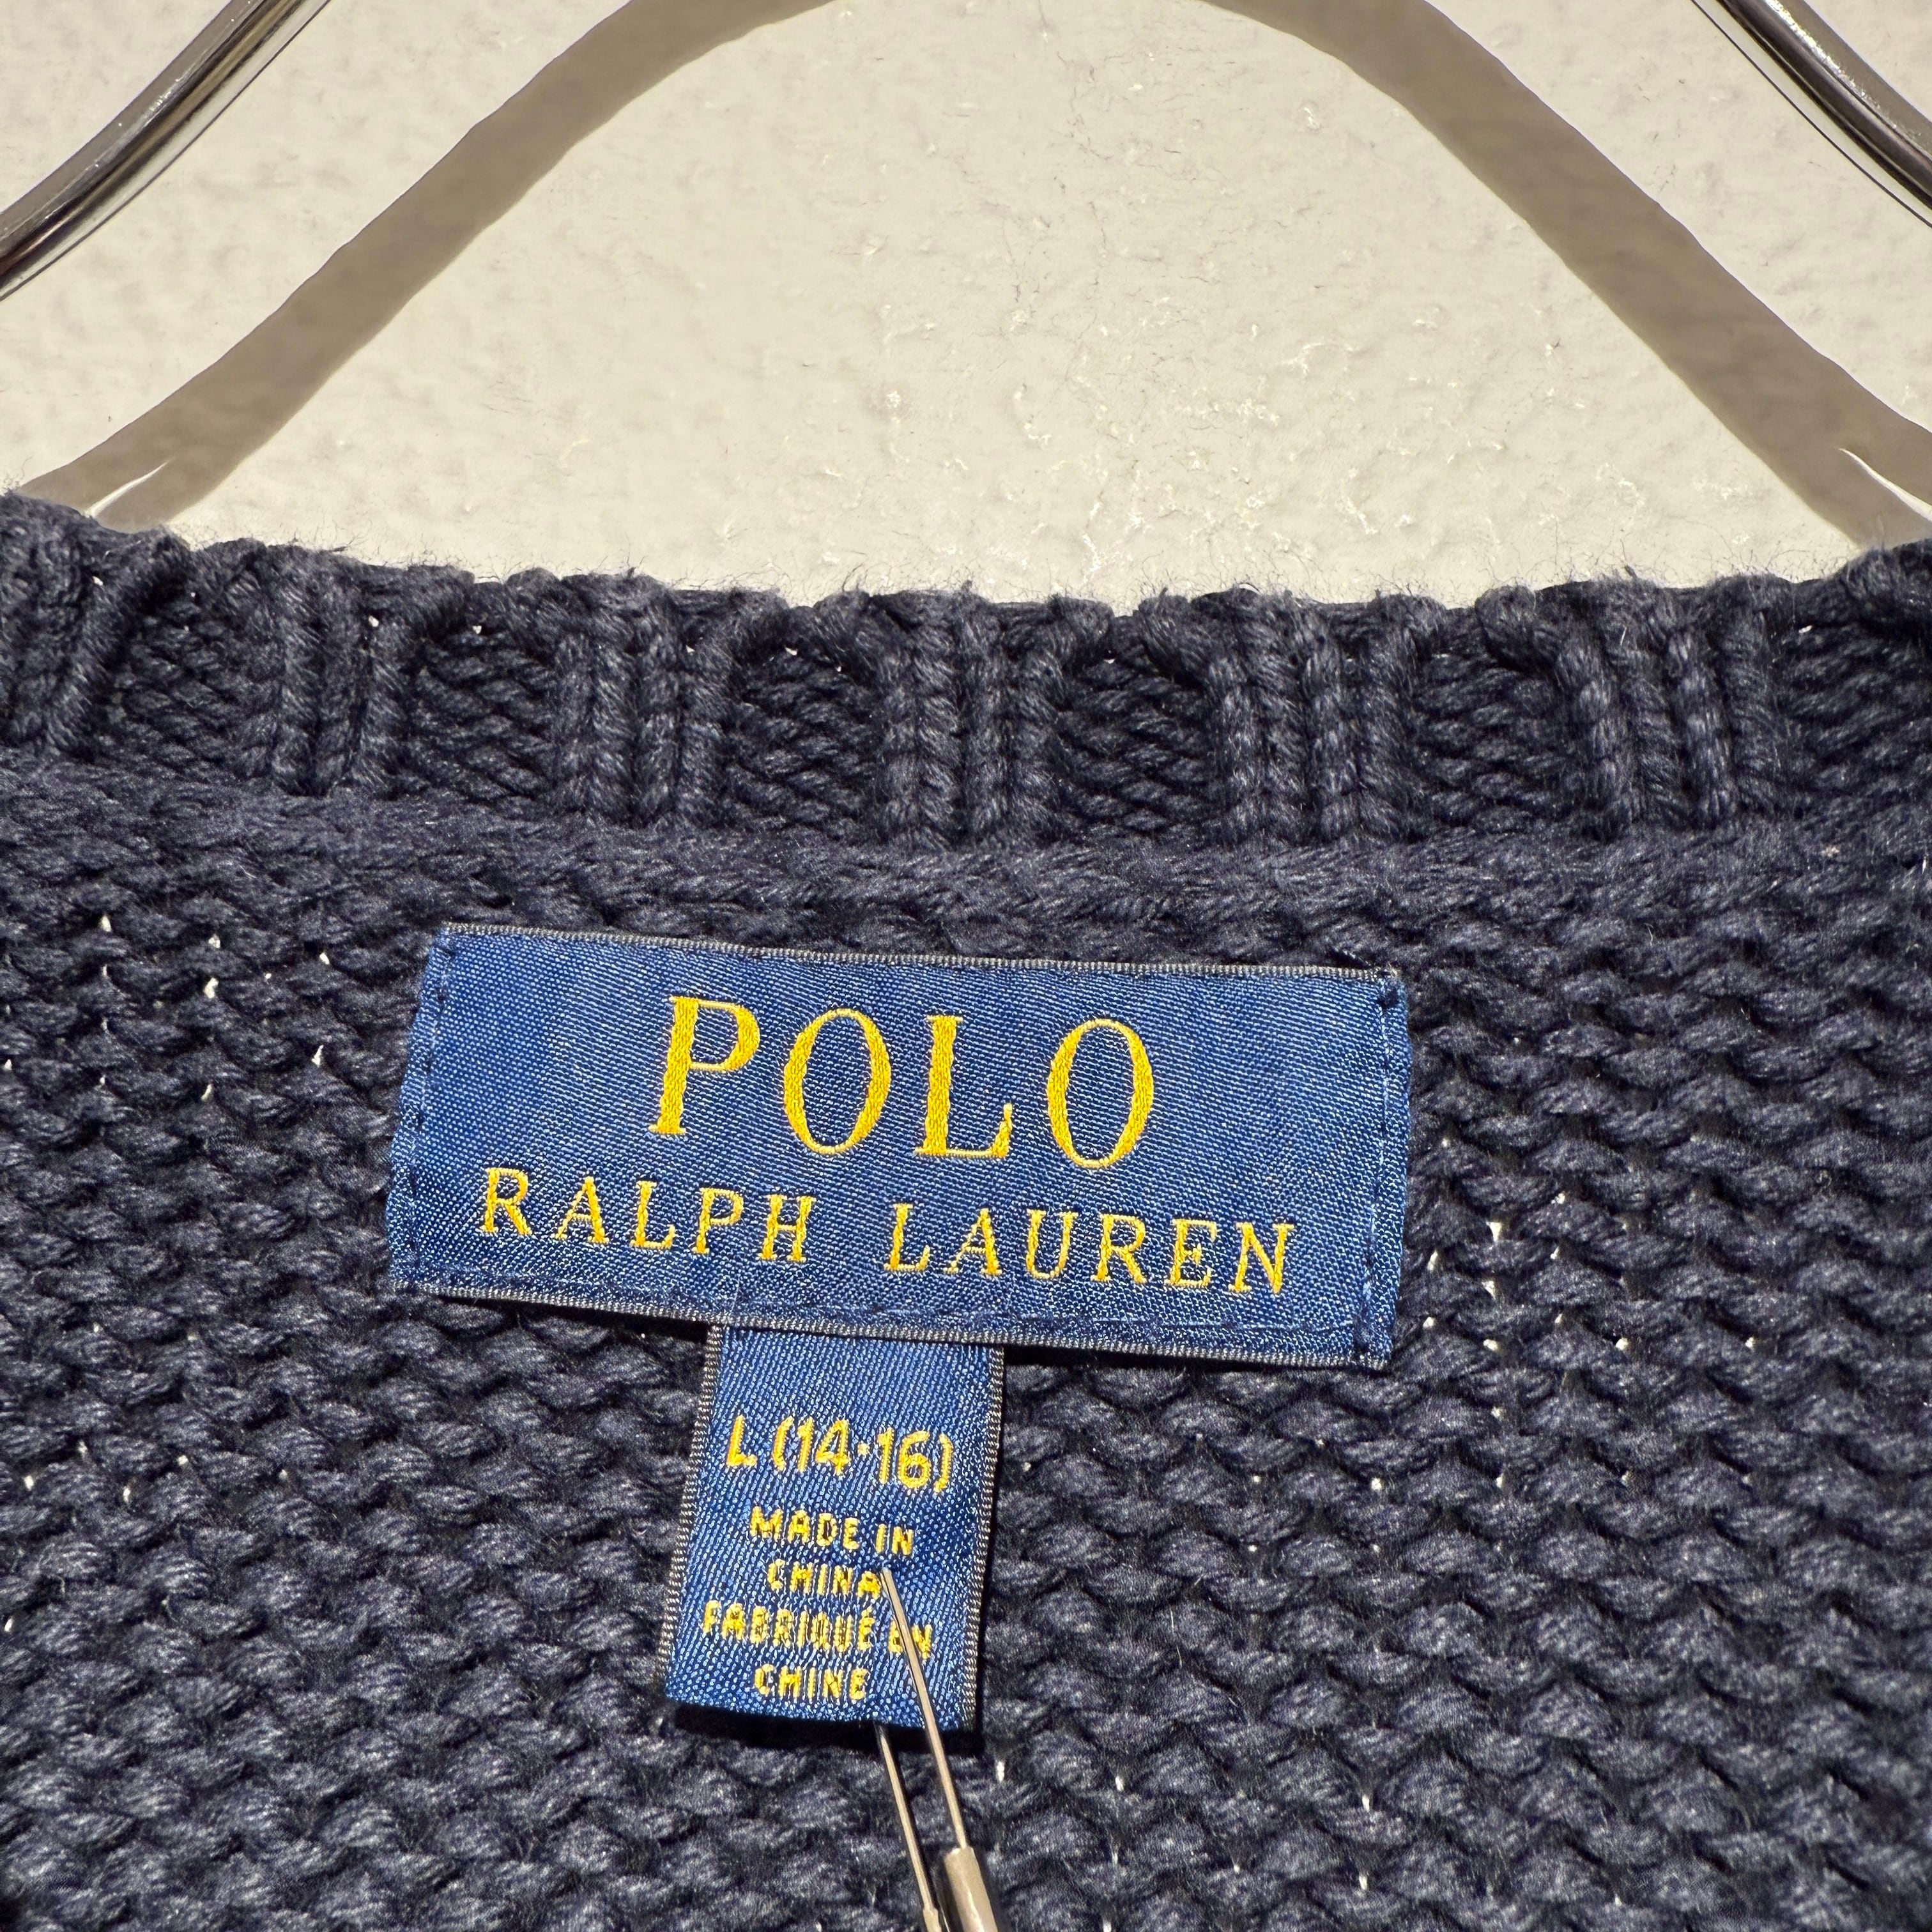 POLO
RALPH LAUREN
L (14-16)
MADE IN
CHINA
FABRIQUÉ EN
CHINE